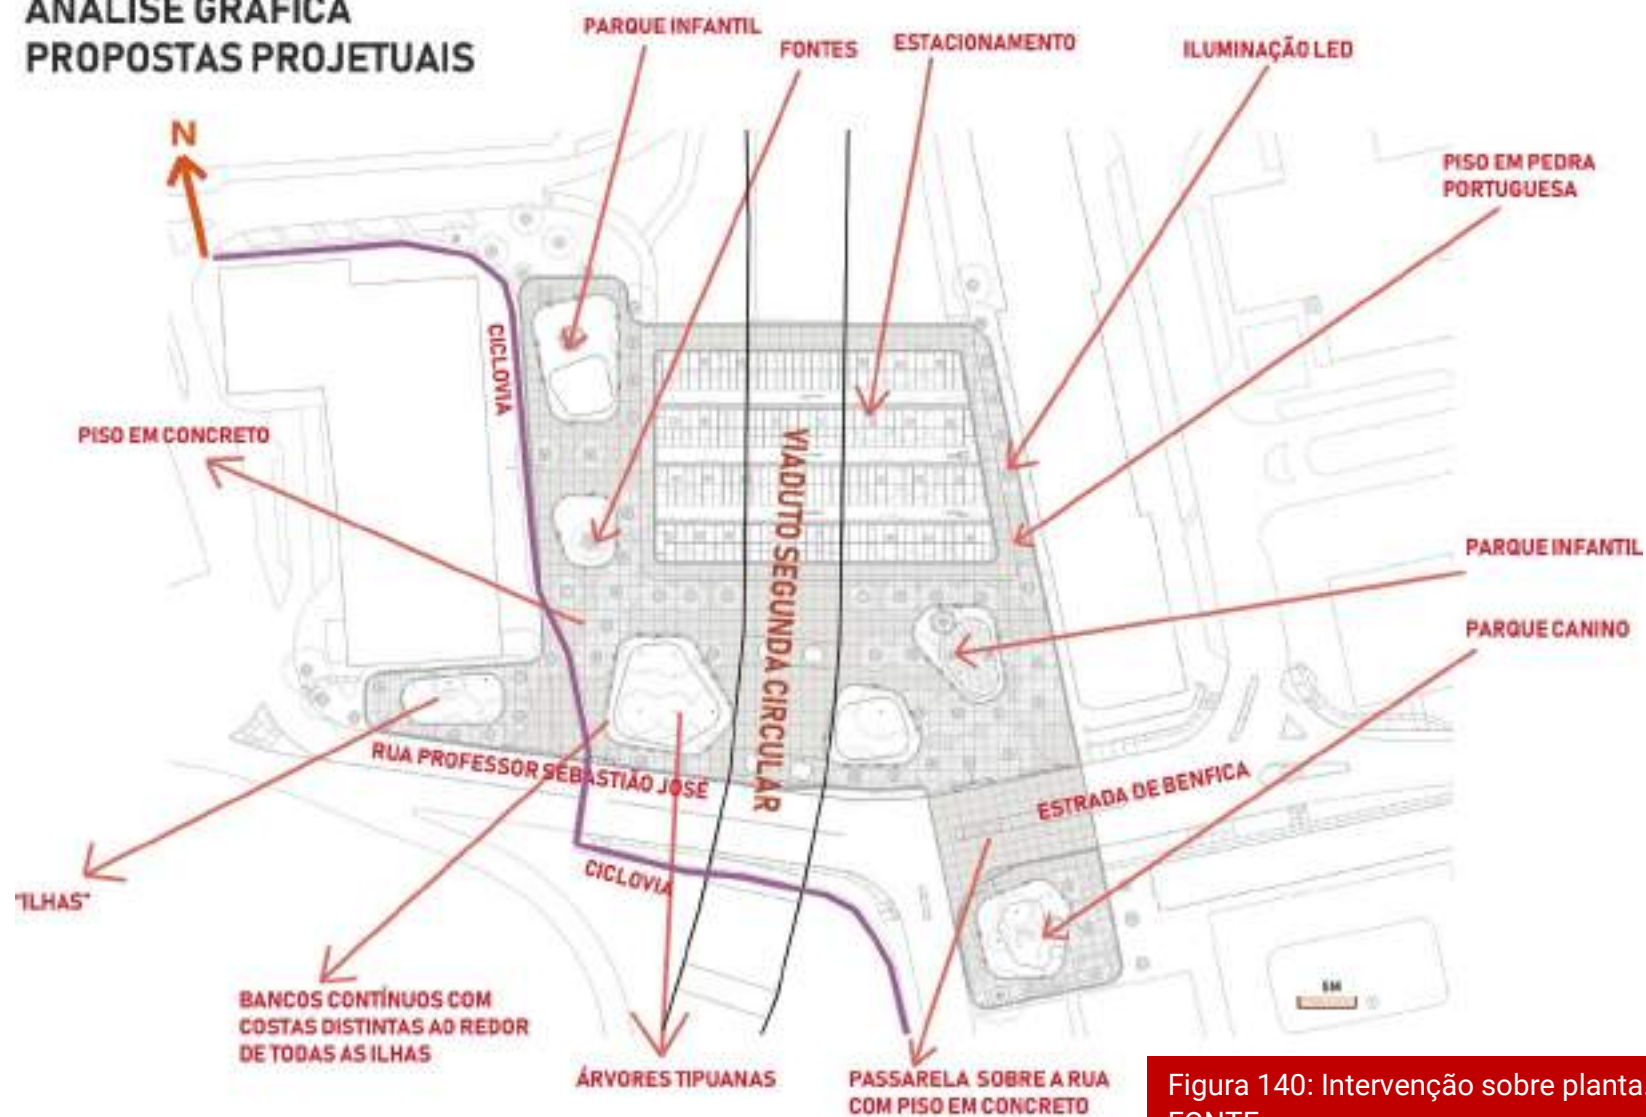 ANÁLISE GRÁFICA
PROPOSTAS PROJETUAIS
PARQUE INFANTIL
FONTES
ESTACIONAMENTO
ILUMINAÇÃO LED
N
PISO EM PEDRA
PORTUGUESA
CICLOVIA
PISO EM CONCRETO
VIADUTO SEGUNDA CIRCULAR
PARQUE INFANTIL
PARQUE CANINO
RUA PROFESSOR SEBASTIÃO JOSÉ
ESTRADA DE BENFICA
CICLOVIA
"ILHAS"
BANCOS CONTÍNUOS COM
COSTAS DISTINTAS AO REDOR
DE TODAS AS ILHAS
ÁRVORES TIPUANAS
PASSARELA SOBRE A RUA
COM PISO EM CONCRETO
5M
Figura 140: Intervenção sobre planta.
FONTE